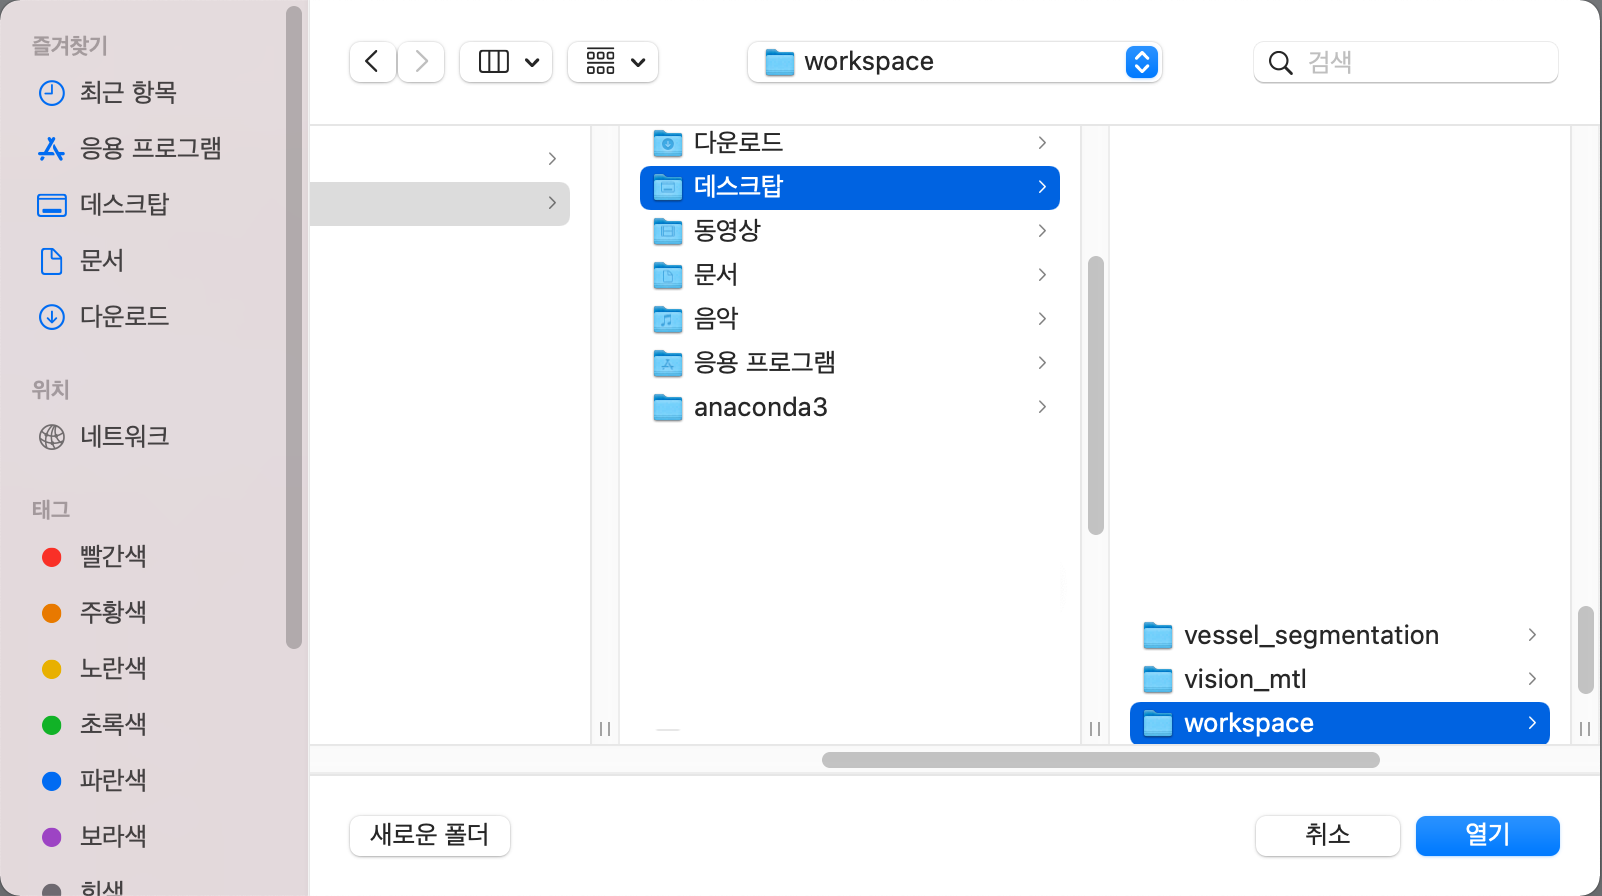 즐겨찾기
최근 항목
응용 프로그램
데스크탑
문서
다운로드
위치
네트워크
태그
빨간색
주황색
노란색
초록색
파란색
보라색
회색
workspace
검색
다운로드
데스크탑
동영상
문서
음악
응용 프로그램
anaconda3
vessel_segmentation
vision_mtl
workspace
새로운 폴더
취소
열기